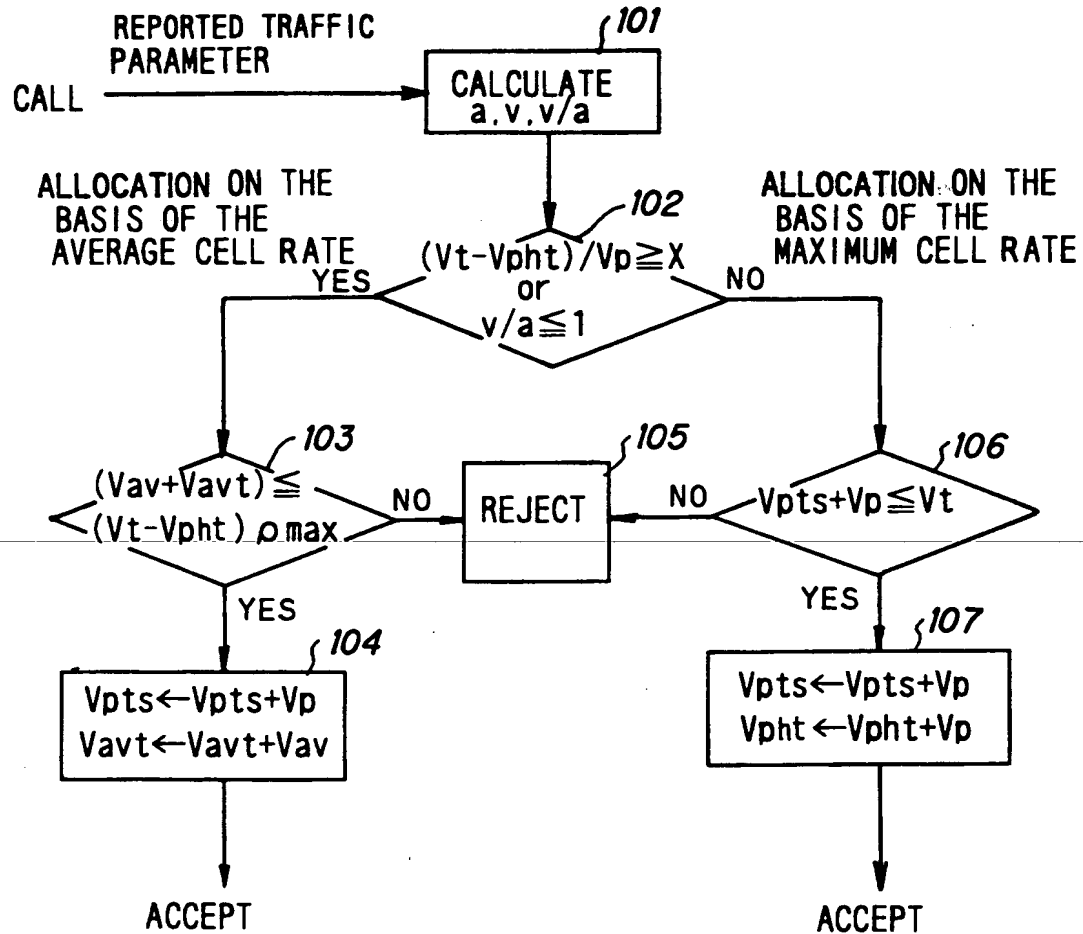 REPORTED TRAFFIC
PARAMETER
101
CALL
CALCULATE
a,v,v/a
ALLOCATION ON THE
BASIS OF THE
AVERAGE CELL RATE
ALLOCATION ON THE
BASIS OF THE
MAXIMUM CELL RATE
102
(Vt-Vpht)/Vp≧X
or
v/a≦1
YES
NO
103
(Vav+Vavt)≦
(Vt-Vpht)ρmax
NO
105
REJECT
106
NO
Vpts+Vp≦Vt
YES
YES
104
Vpts←Vpts+Vp
Vavt←Vavt+Vav
107
Vpts←Vpts+Vp
Vpht←Vpht+Vp
ACCEPT
ACCEPT